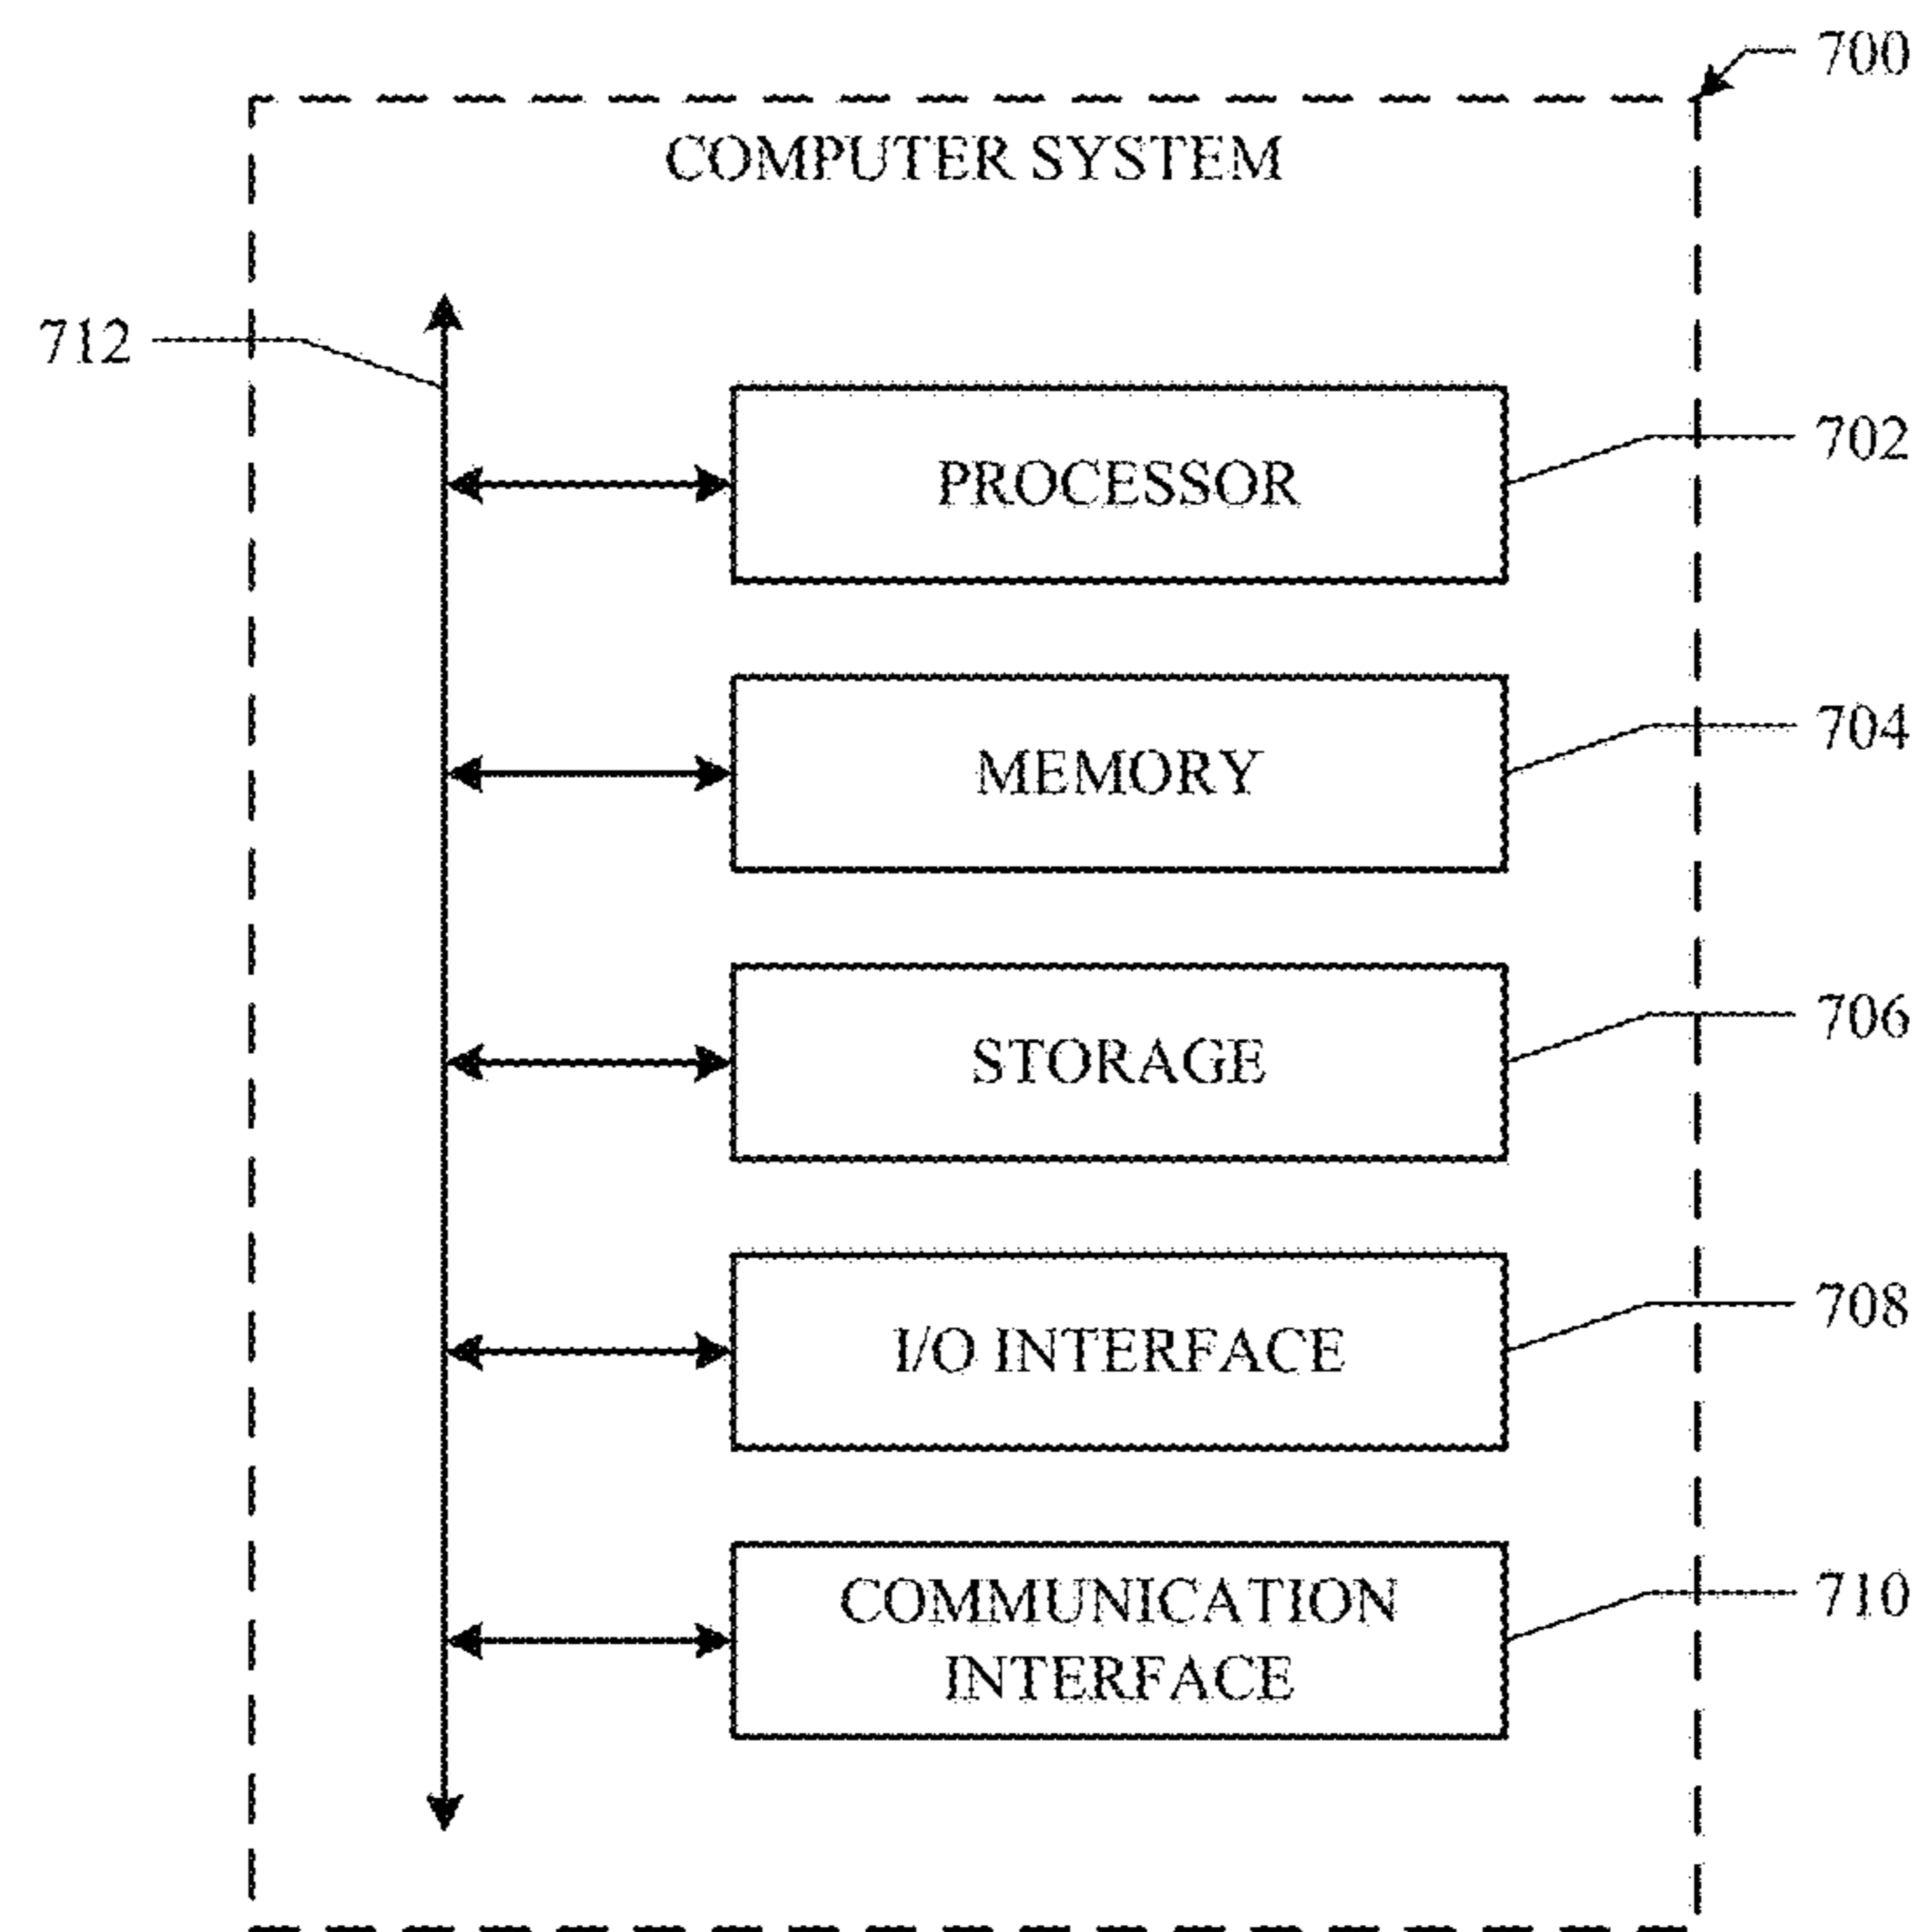 700
COMPUTER SYSTEM
712
PROCESSOR
702
MEMORY
704
STORAGE
706
I/O INTERFACE
708
COMMUNICATION
INTERFACE
710